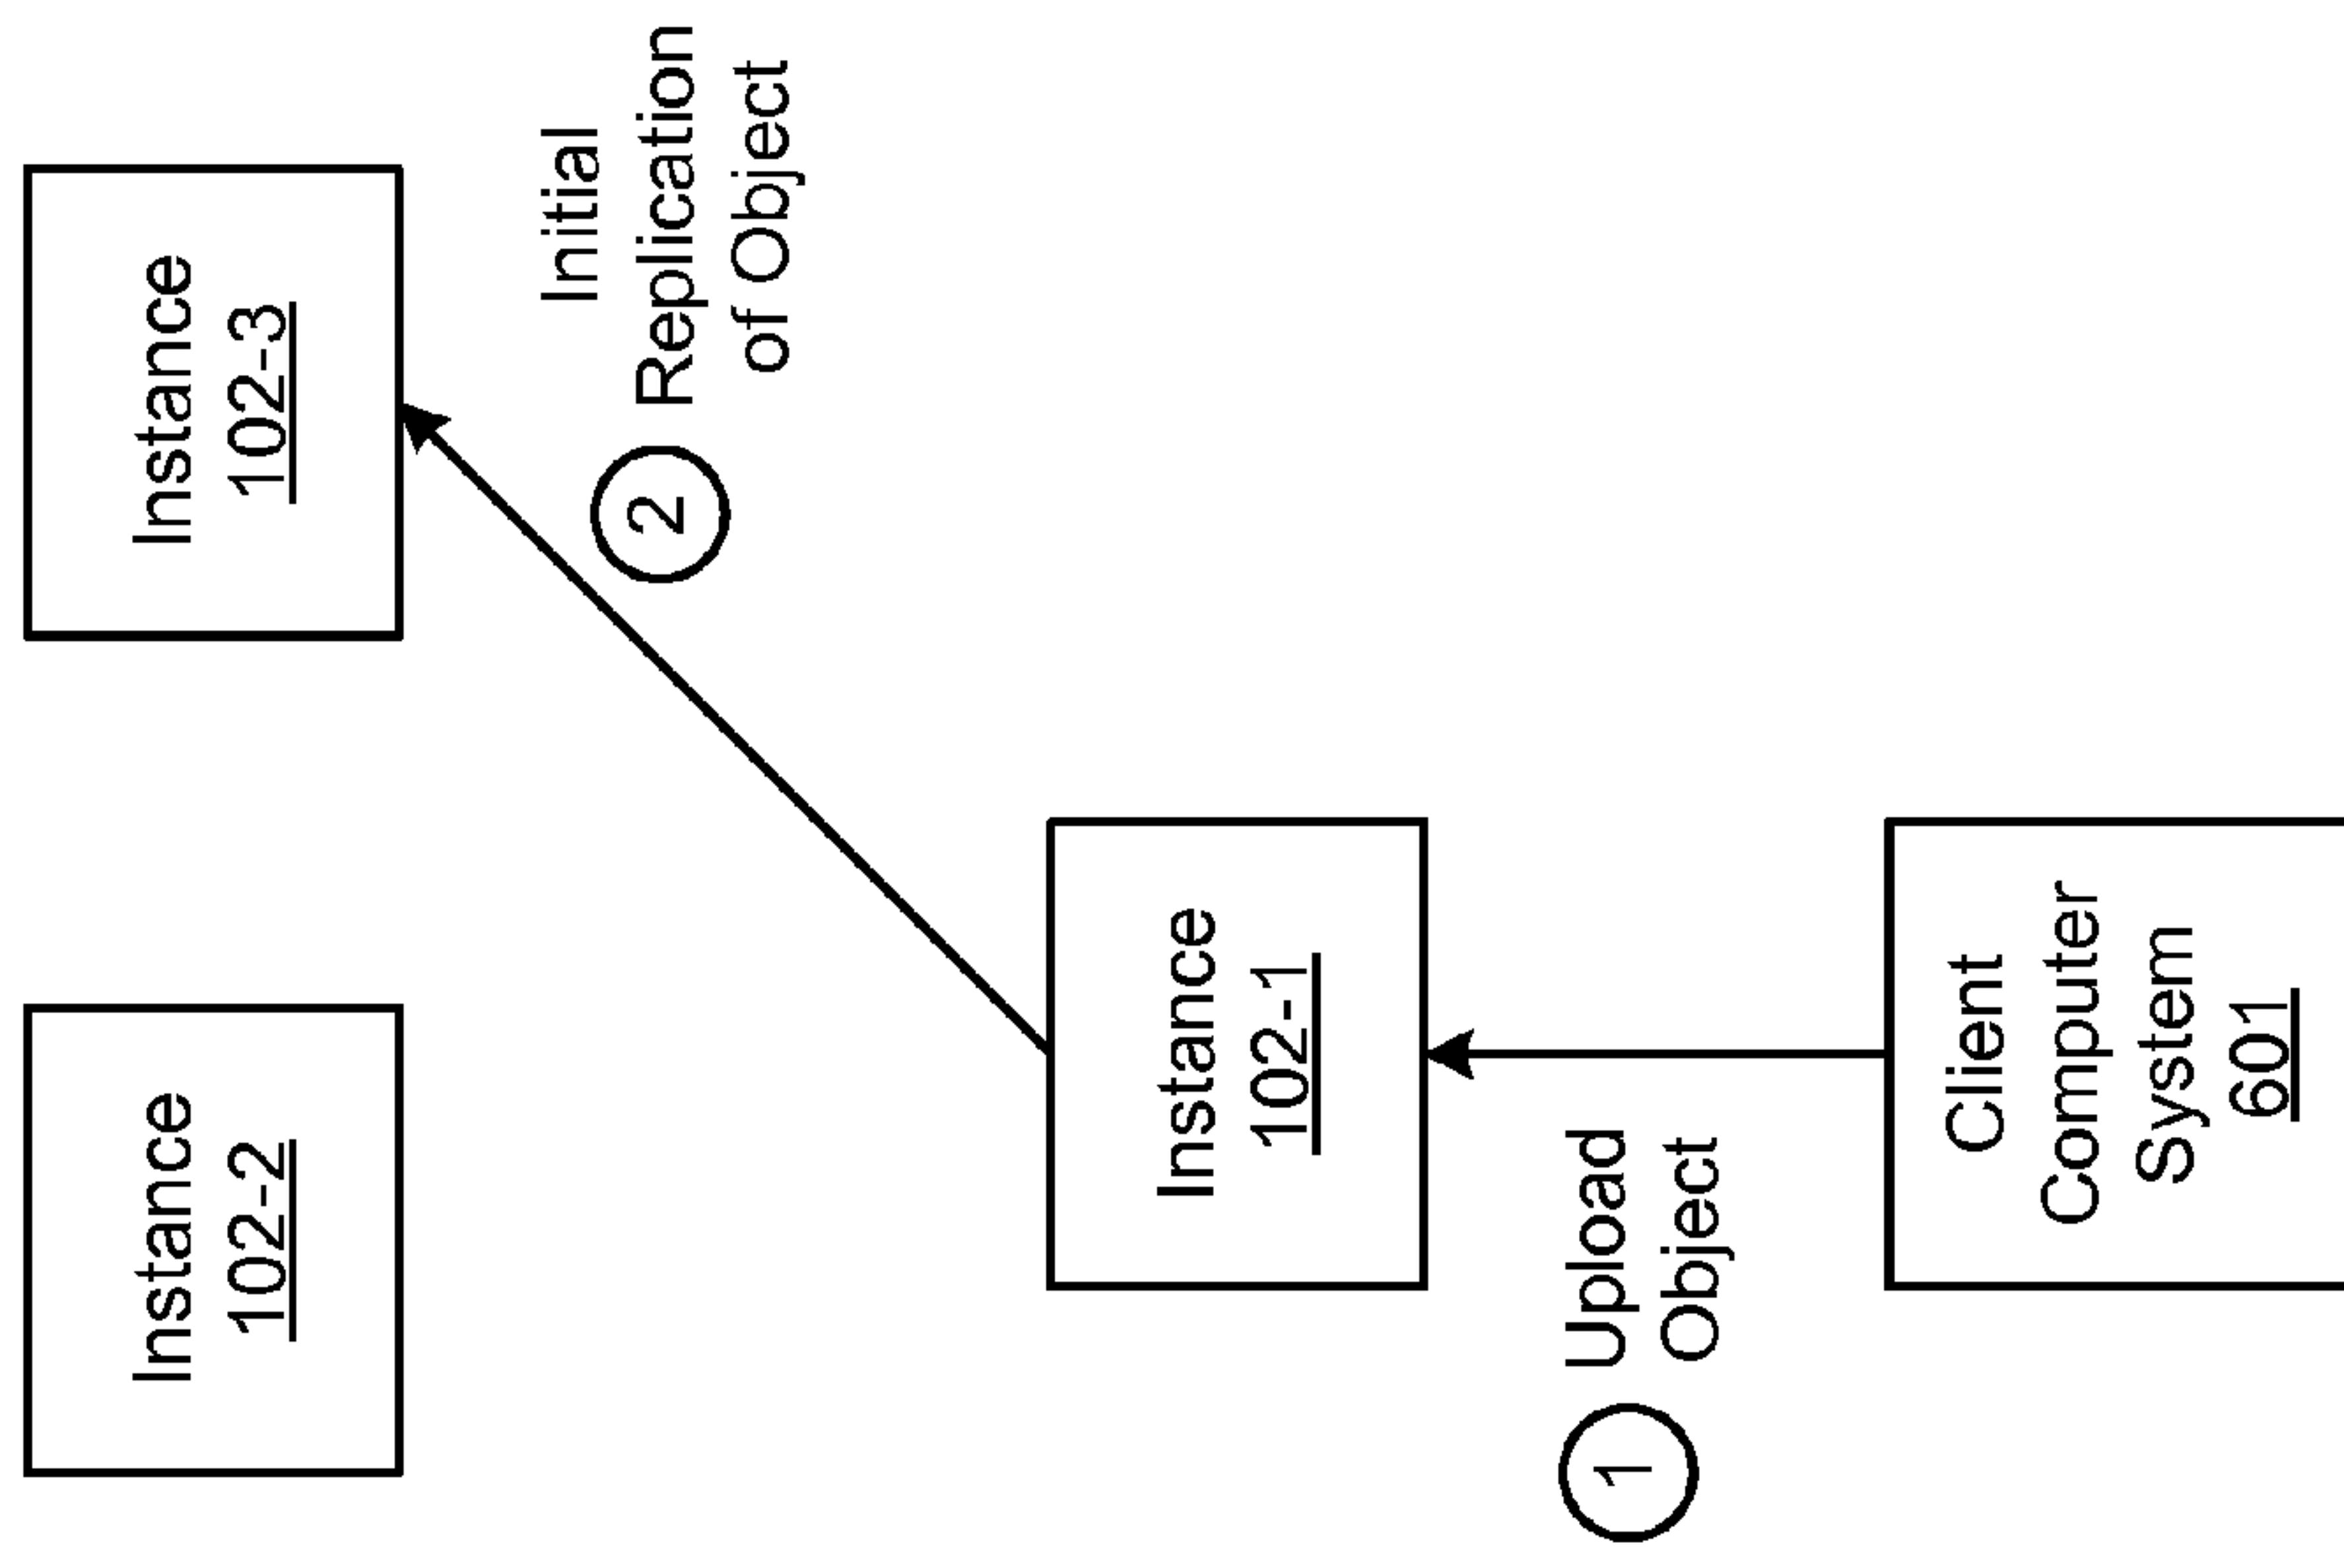 Instance
102-2
Instance
102-3
2
Initial
Replication
of Object
Instance
102-1
1
Upload
Object
Client
Computer
System
601